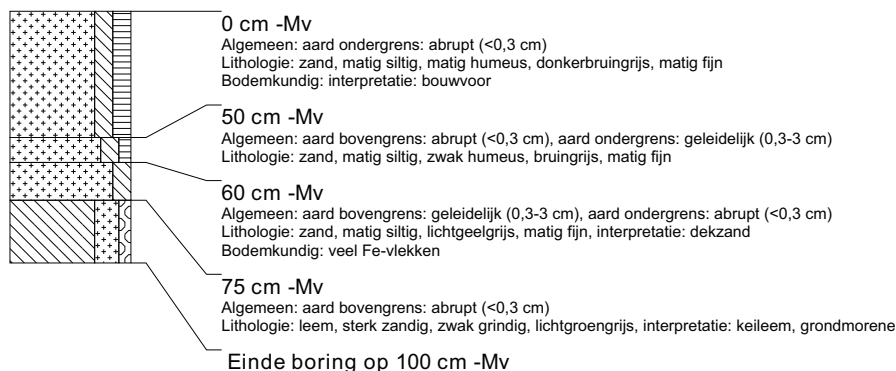 0 cm -Mv
Algemeen: aard ondergrens: abrupt (<0,3 cm)
Lithologie: zand, matig siltig, matig humeus, donkerbruingrijs, matig fijn
Bodemkundig: interpretatie: bouwvoor
50 cm -Mv
Algemeen: aard bovengrens: abrupt (<0,3 cm), aard ondergrens: geleidelijk (0,3-3 cm)
Lithologie: zand, matig siltig, zwak humeus, bruingrijs, matig fijn
60 cm -Mv
Algemeen: aard bovengrens: geleidelijk (0,3-3 cm), aard ondergrens: abrupt (<0,3 cm)
Lithologie: zand, matig siltig, lichtgeelgrijs, matig fijn, interpretatie: dekzand
Bodemkundig: veel Fe-vlekken
75 cm -Mv
Algemeen: aard bovengrens: abrupt (<0,3 cm)
Lithologie: leem, sterk zandig, zwak grindig, lichtgroengrijs, interpretatie: keileem, grondmorene
Einde boring op 100 cm -Mv